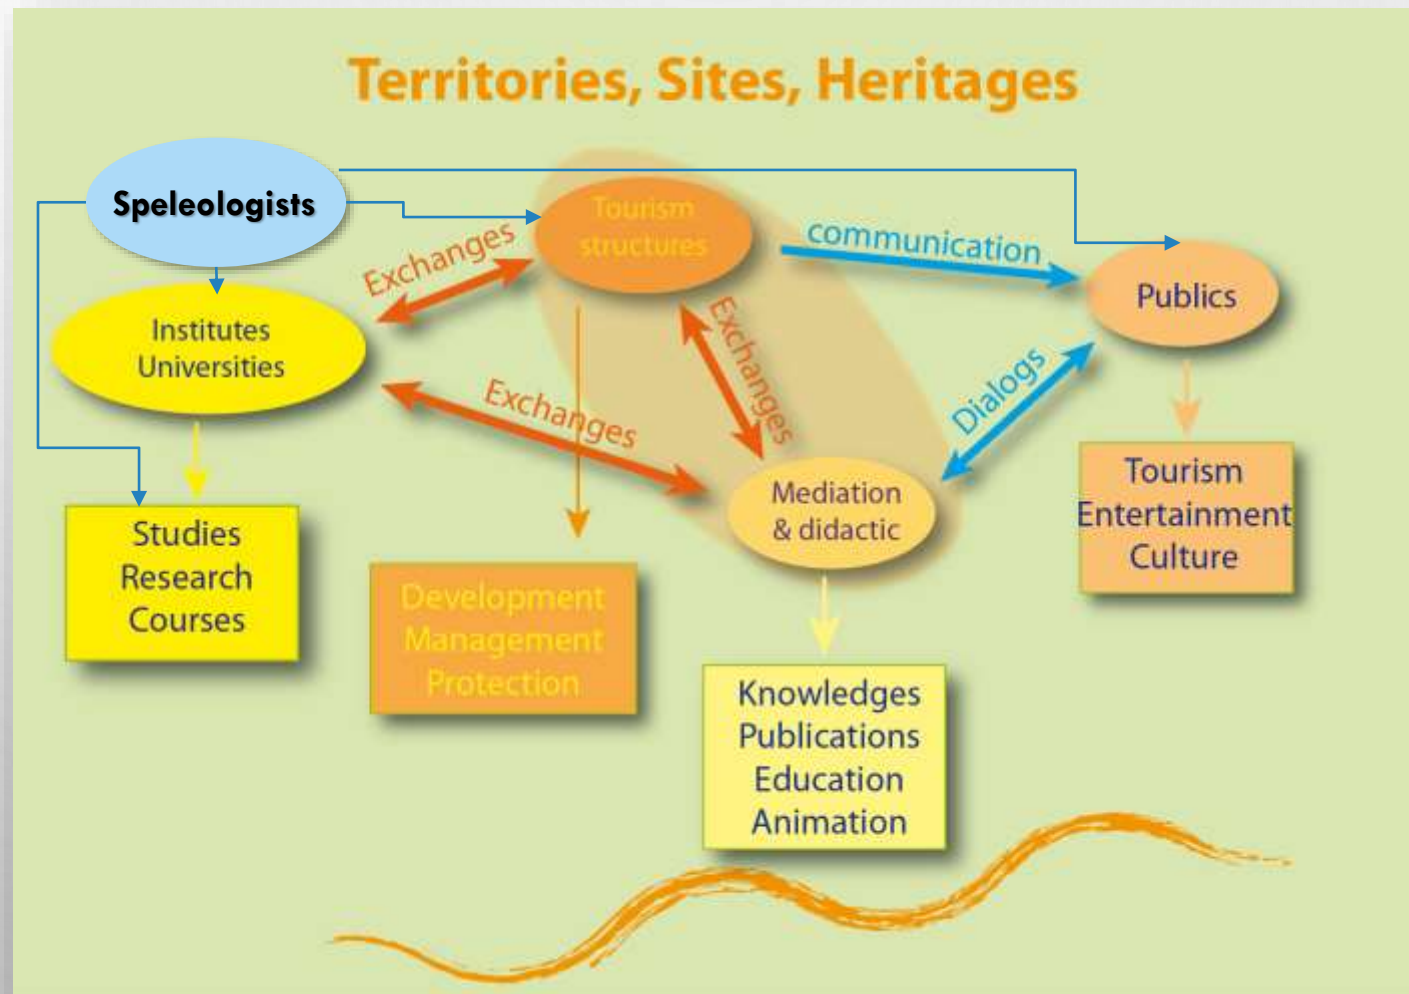 Territories, Sites, Heritages
Speleologists
Tourism
structures
Exchanges
communication
Publics
Institutes
Universities
Exchanges
Exchanges
Dialogs
Mediation
& didactic
Tourism
Entertainment
Culture
Studies
Research
Courses
Development
Management
Protection
Knowledges
Publications
Education
Animation